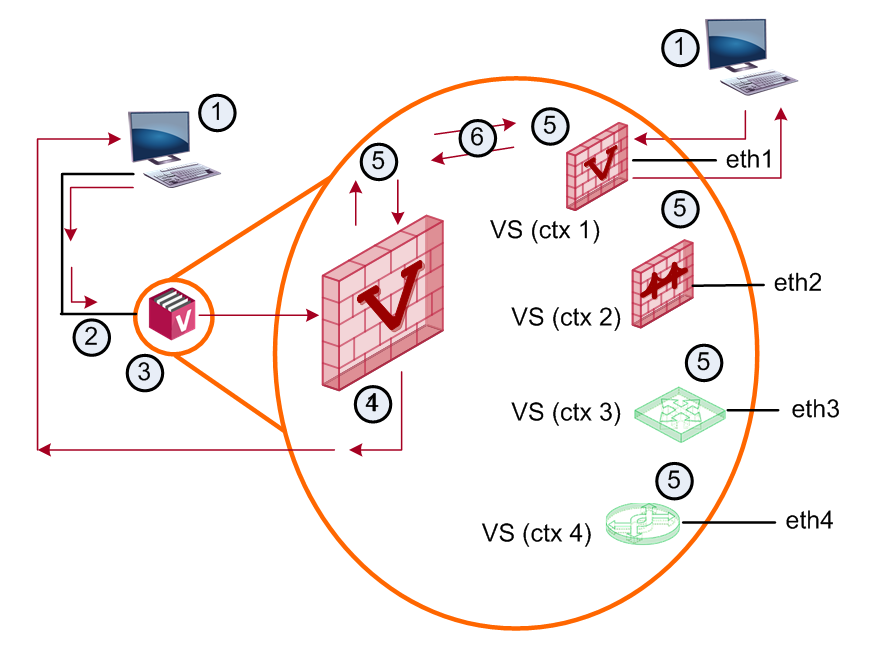 1
1
6
5
5
eth1
5
VS (ctx 1)
eth2
VS (ctx 2)
2
3
5
4
VS (ctx 3)
eth3
5
VS (ctx 4)
eth4
V
V
V